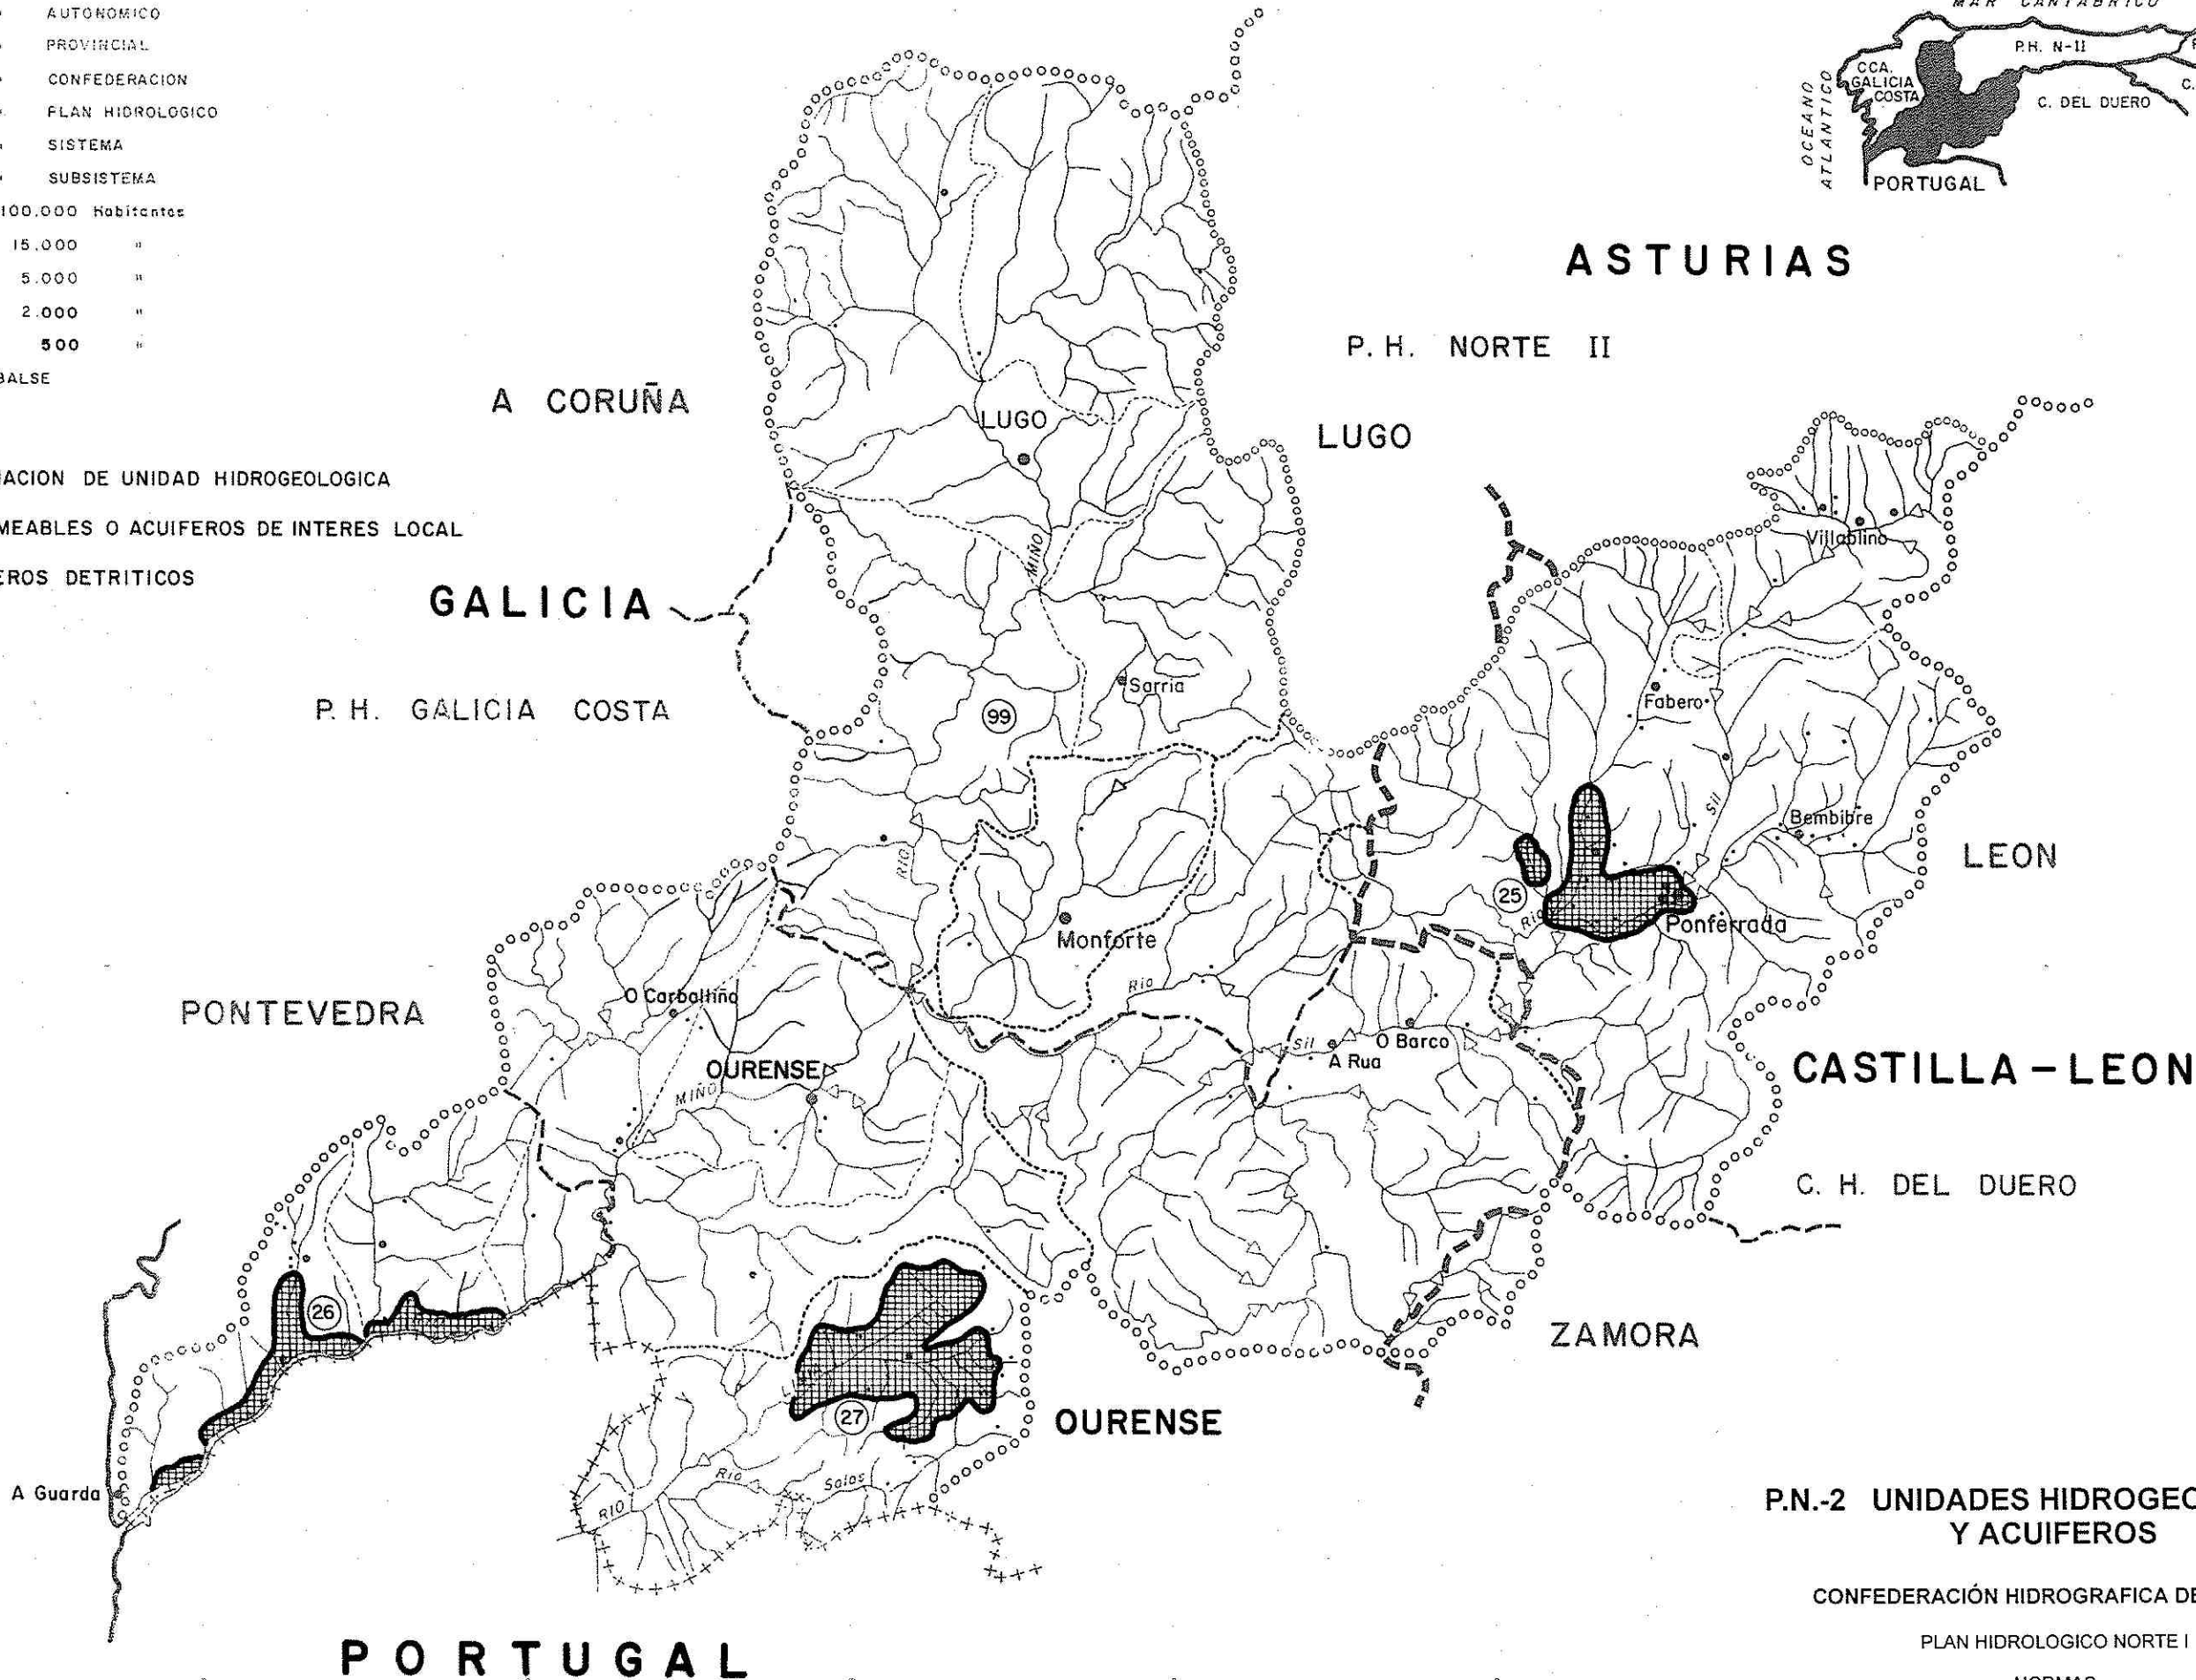 AUTONOMICO
PROVINCIAL
CONFEDERACION
PLAN HIDROLOGICO
SISTEMA
SUBSISTEMA
100.000 Habitantes
15.000 "
5.000 "
2.000 "
500 "
BALSE
ACION DE UNIDAD HIDROGEOLOGICA
MEABLES O ACUIFEROS DE INTERES LOCAL
EROS DETRITICOS
MAR CANTABRICO
P.H. N-II
CCA.
GALICIA
COSTA
C. DEL DUERO
C.
OCEANO
ATLANTICO
PORTUGAL
ASTURIAS
P. H. NORTE II
A CORUÑA
LUGO
LUGO
Villablino
MIÑO
GALICIA
Sarria
Fabero
P. H. GALICIA COSTA
99
Sil
Bembibre
LEON
RIO
25
Rio
Ponferrada
Monforte
Rio
O Carballiño
PONTEVEDRA
Sil
A Rua
O Barco
OURENSE
MIÑO
CASTILLA-LEON
C. H. DEL DUERO
26
ZAMORA
27
OURENSE
A Guarda
Rio
Salas
RIO
PORTUGAL
P.N.-2 UNIDADES HIDROGEO
Y ACUIFEROS
CONFEDERACIÓN HIDROGRAFICA DE
PLAN HIDROLOGICO NORTE I
NORMAS